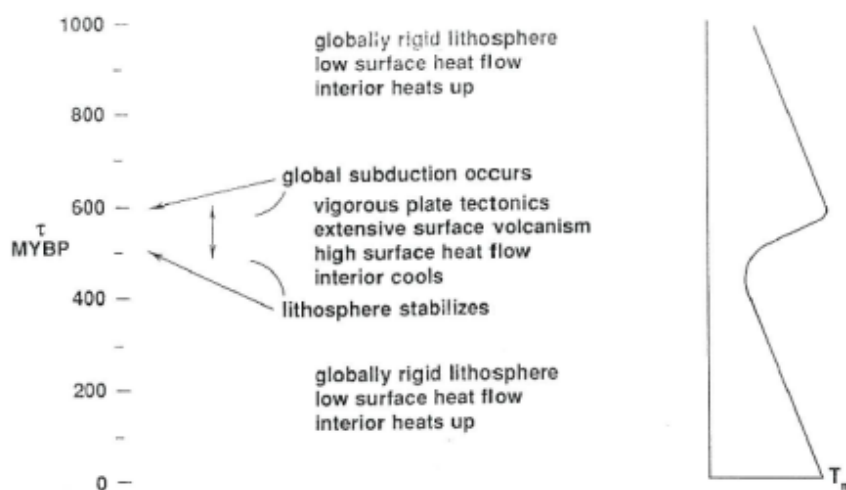 1000
globally rigid lithosphere
low surface heat flow
interior heats up
800
global subduction occurs
600
vigorous plate tectonics
τ
extensive surface volcanism
MYBP
high surface heat flow
interior cools
400
lithosphere stabilizes
globally rigid lithosphere
200
low surface heat flow
interior heats up
0